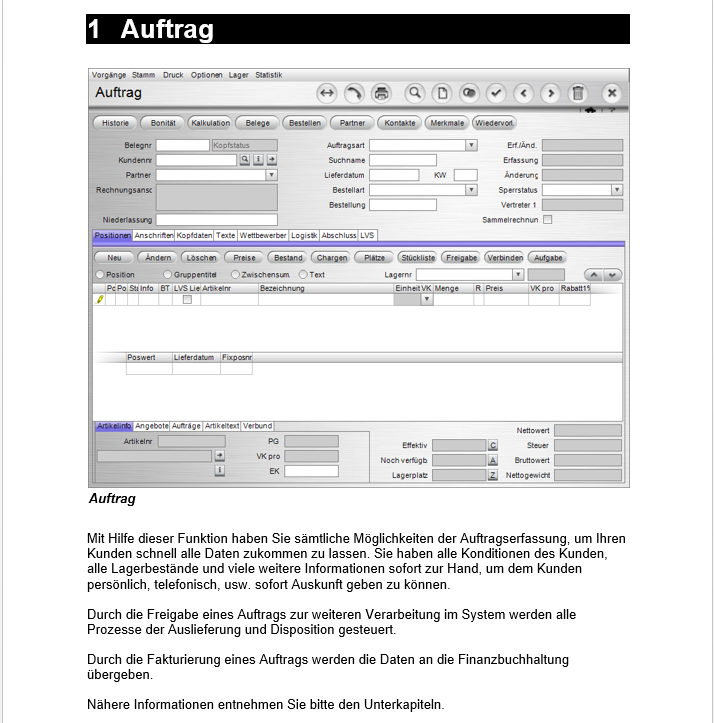 1 Auftrag
Vorgänge Stamm Druck Optionen Lager Statistik
Auftrag
Historie Bonität Kalkulation Belege Bestellen Partner Kontakte Merkmale Wiedervorl.
Belegnr Kopfstatus Auftragsart Erf./Änd.
Kundennr Suchname Erfassung
Partner Lieferdatum KW Änderung
Rechnungsansc Bestellart Sperrstatus
Bestellung Vertreter 1
Niederlassung Sammelrechnun
Positionen Anschriften Kopfdaten Texte Wettbewerber Logistik Abschluss LVS
Neu Ändern Löschen Preise Bestand Chargen Plätze Stückliste Freigabe Verbinden Aufgabe
Position Gruppentitel Zwischensum. Text Lagernr
Pc Po Sta Info BT LVS Lie Artikelnr Bezeichnung Einheit VK Menge R Preis VK pro Rabatt1%
Poswert Lieferdatum Fixposnr
Artikelinfo Angebote Aufträge Artikeltext Verbund
Nettowert
Artikelnr PG Effektiv C Steuer
VK pro Noch verfügb. A Bruttowert
EK Lagerplatz Z Nettogewicht
Auftrag
Mit Hilfe dieser Funktion haben Sie sämtliche Möglichkeiten der Auftragserfassung, um Ihren
Kunden schnell alle Daten zukommen zu lassen. Sie haben alle Konditionen des Kunden,
alle Lagerbestände und viele weitere Informationen sofort zur Hand, um dem Kunden
persönlich, telefonisch, usw. sofort Auskunft geben zu können.
Durch die Freigabe eines Auftrags zur weiteren Verarbeitung im System werden alle
Prozesse der Auslieferung und Disposition gesteuert.
Durch die Fakturierung eines Auftrags werden die Daten an die Finanzbuchhaltung
übergeben.
Nähere Informationen entnehmen Sie bitte den Unterkapiteln.